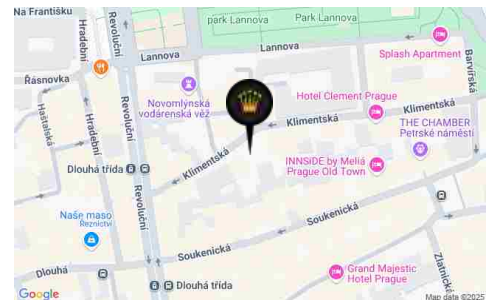 Na Františku
park Lannova
Park Lannova
Revoluční
Hradební
Lannova
Lannova
Splash Apartment
Barvířská
Řásnovka
Novomlýnská
vodárenská věž
Hotel Clement Prague
Klimentská
Klimentská
THE CHAMBER
Petrské náměstí
Haštalská
Hradební
Revoluční
Dlouhá třída
Klimentská
INNSiDE by Meliá
Prague Old Town
Naše maso
Řeznictví
Revoluční
Soukenická
Soukenická
Zlatnická
Dlouhá
Dlouhá třída
Grand Majestic
Hotel Prague
Google
Map data ©2025